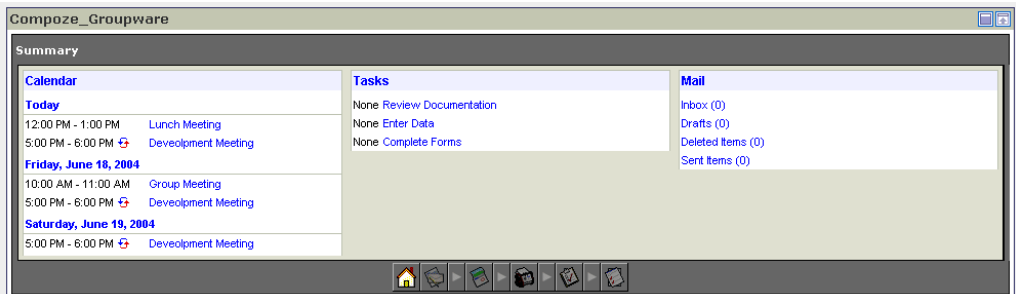 Compoze_Groupware
Summary
Calendar
Today
12:00 PM - 1:00 PM Lunch Meeting
5:00 PM - 6:00 PM Deveolpment Meeting
Friday, June 18, 2004
10:00 AM - 11:00 AM Group Meeting
5:00 PM - 6:00 PM Deveolpment Meeting
Saturday, June 19, 2004
5:00 PM - 6:00 PM Deveolpment Meeting
Tasks
None Review Documentation
None Enter Data
None Complete Forms
Mail
Inbox (0)
Drafts (0)
Deleted Items (0)
Sent Items (0)